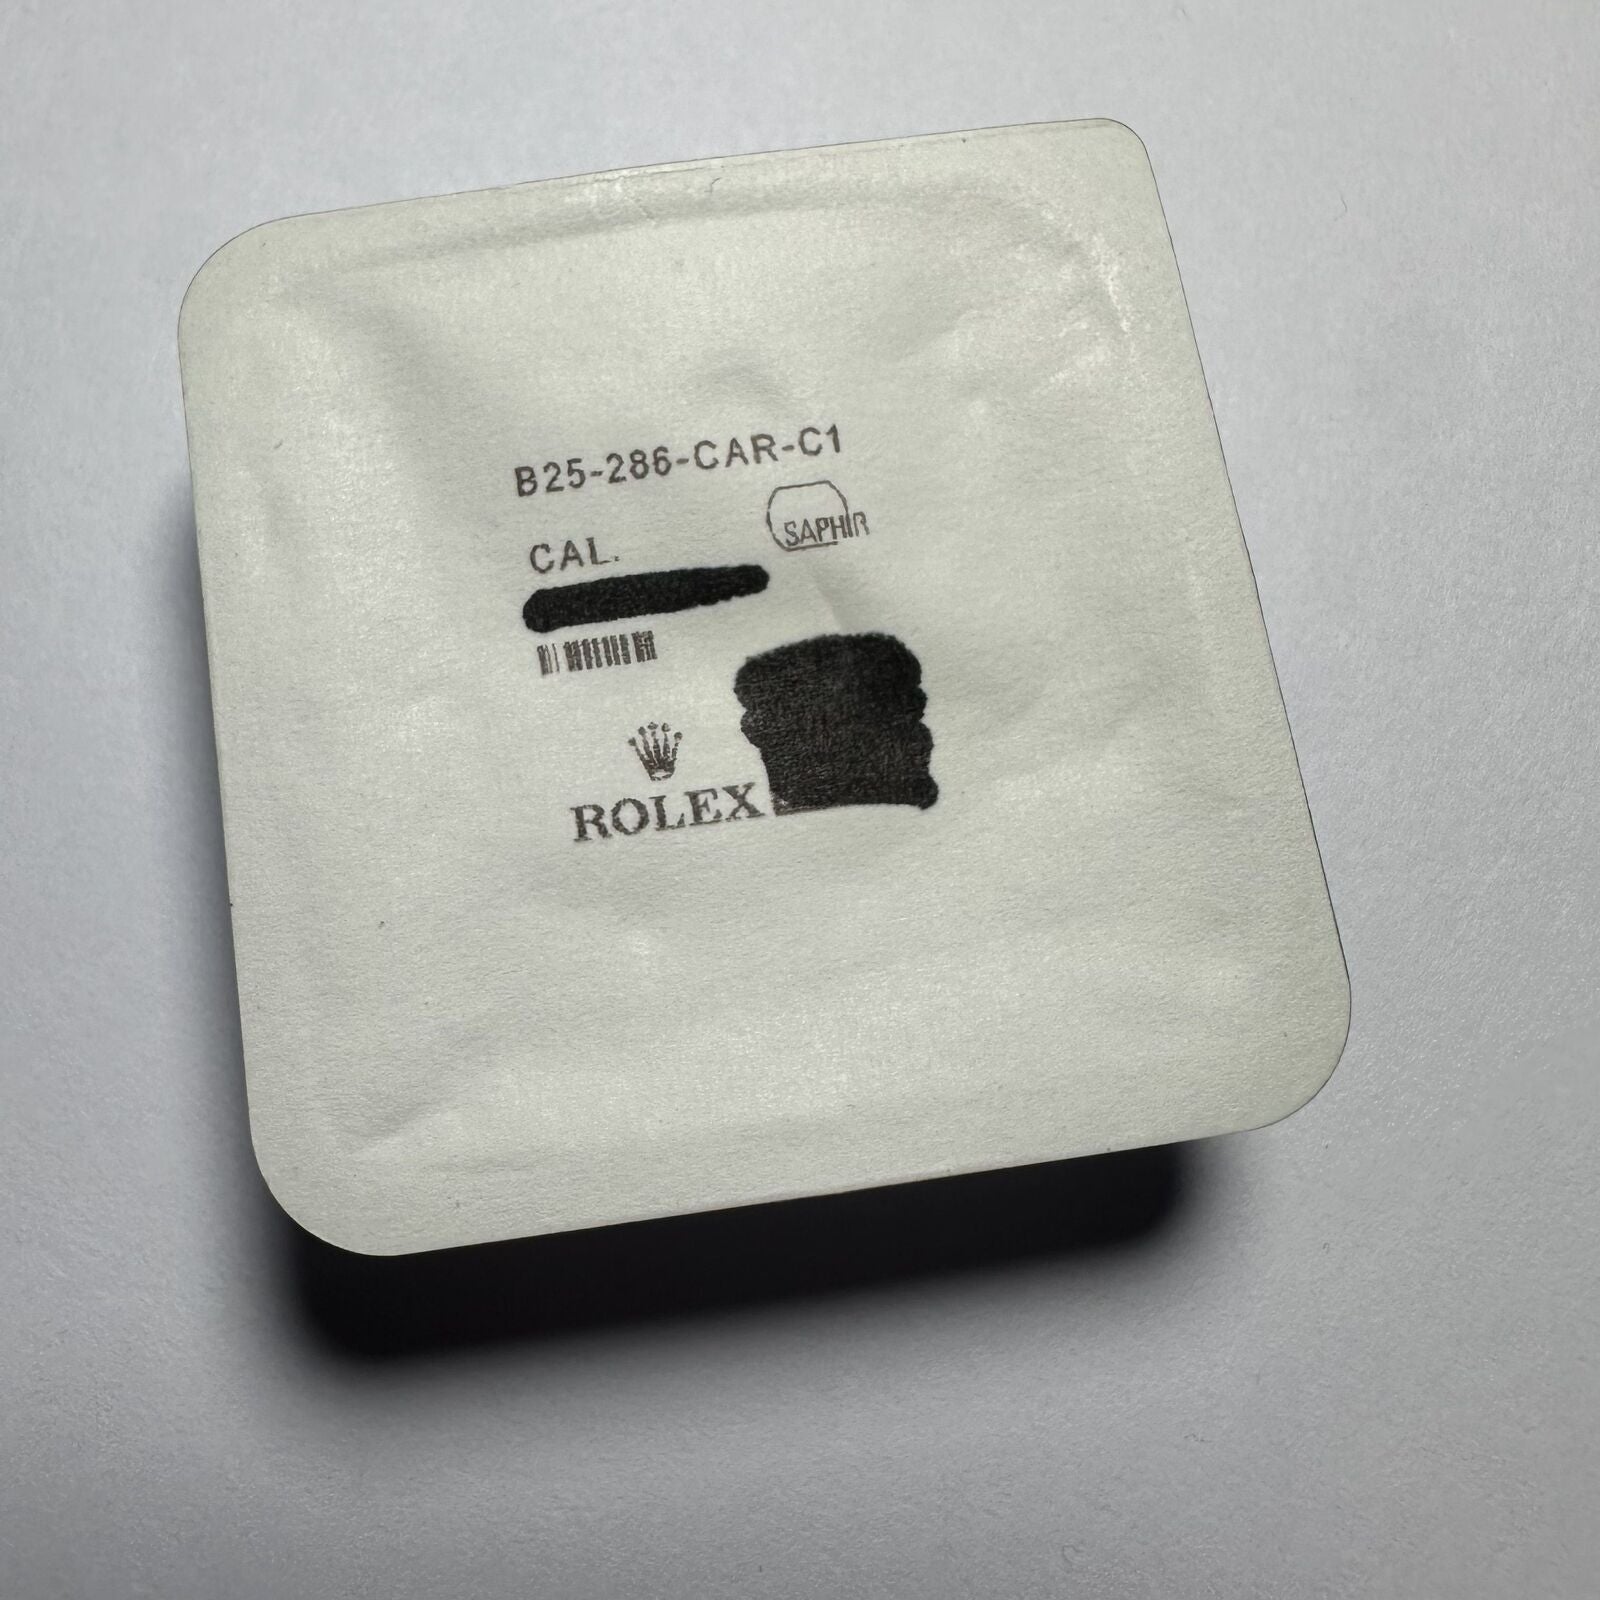 B25-286-CAR-C1
SAPHIR
CAL.
ROLEX